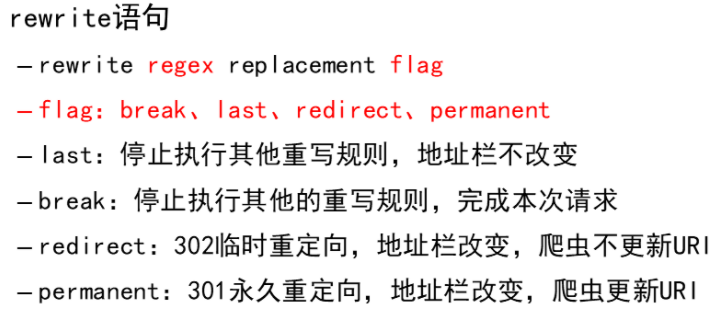 rewrite语句
—rewrite regex replacement flag
—flag：break、last、redirect、permanent
—last：停止执行其他重写规则，地址栏不改变
—break：停止执行其他的重写规则，完成本次请求
—redirect：302临时重定向，地址栏改变，爬虫不更新URI
—permanent：301永久重定向，地址栏改变，爬虫更新URI